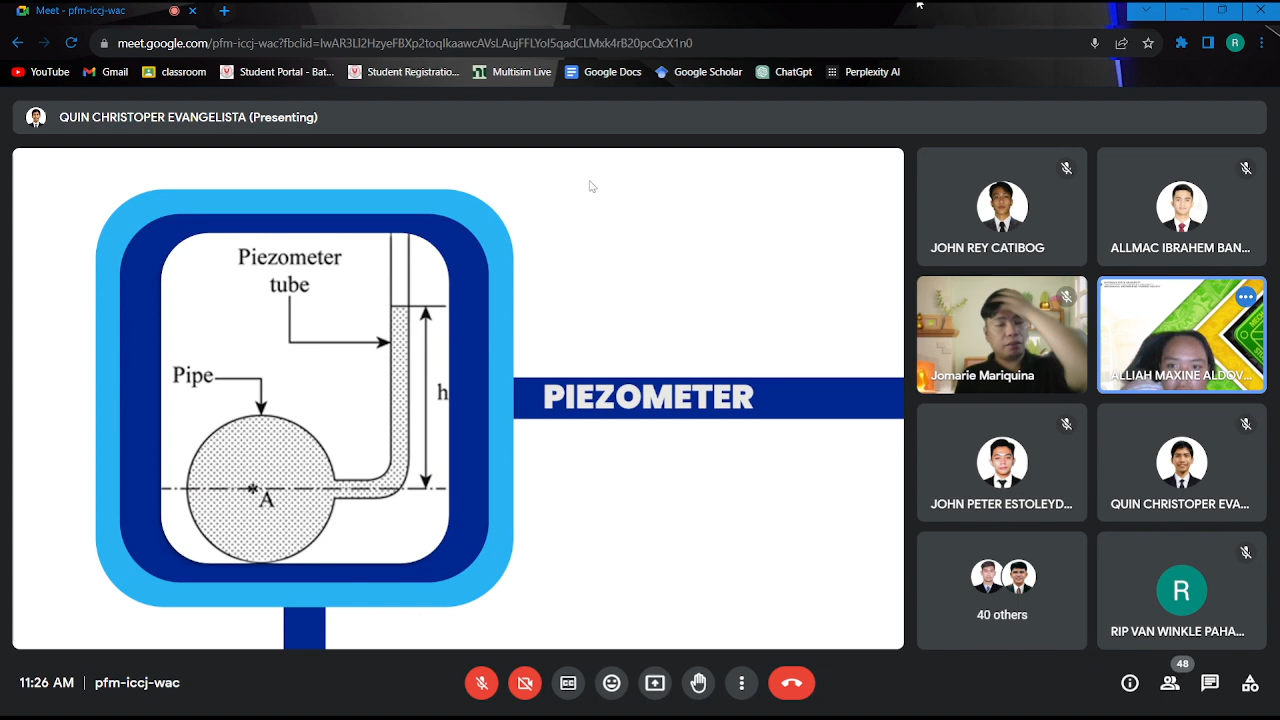 Meet - pfm-iccj-wac
meet.google.com/pfm-iccj-wac?fbclid=IwAR3Ll2HzyeFBXp2toqIkaawcAVsLAujFFLYoI5qadCLMxk4rB20pcQcX1n0
R
YouTube Gmail classroom Student Portal - Bat... Student Registratio... Multisim Live Google Docs Google Scholar ChatGpt Perplexity AI
QUIN CHRISTOPER EVANGELISTA (Presenting)
Piezometer
tube
Pipe
h
A
PIEZOMETER
JOHN REY CATIBOG
ALLMAC IBRAHEM BAN...
Jomarie Mariquina
ALLIAH MAXINE ALDOV...
JOHN PETER ESTOLEYD...
QUIN CHRISTOPER EVA...
40 others
R
RIP VAN WINKLE PAHA...
11:26 AM | pfm-iccj-wac
48